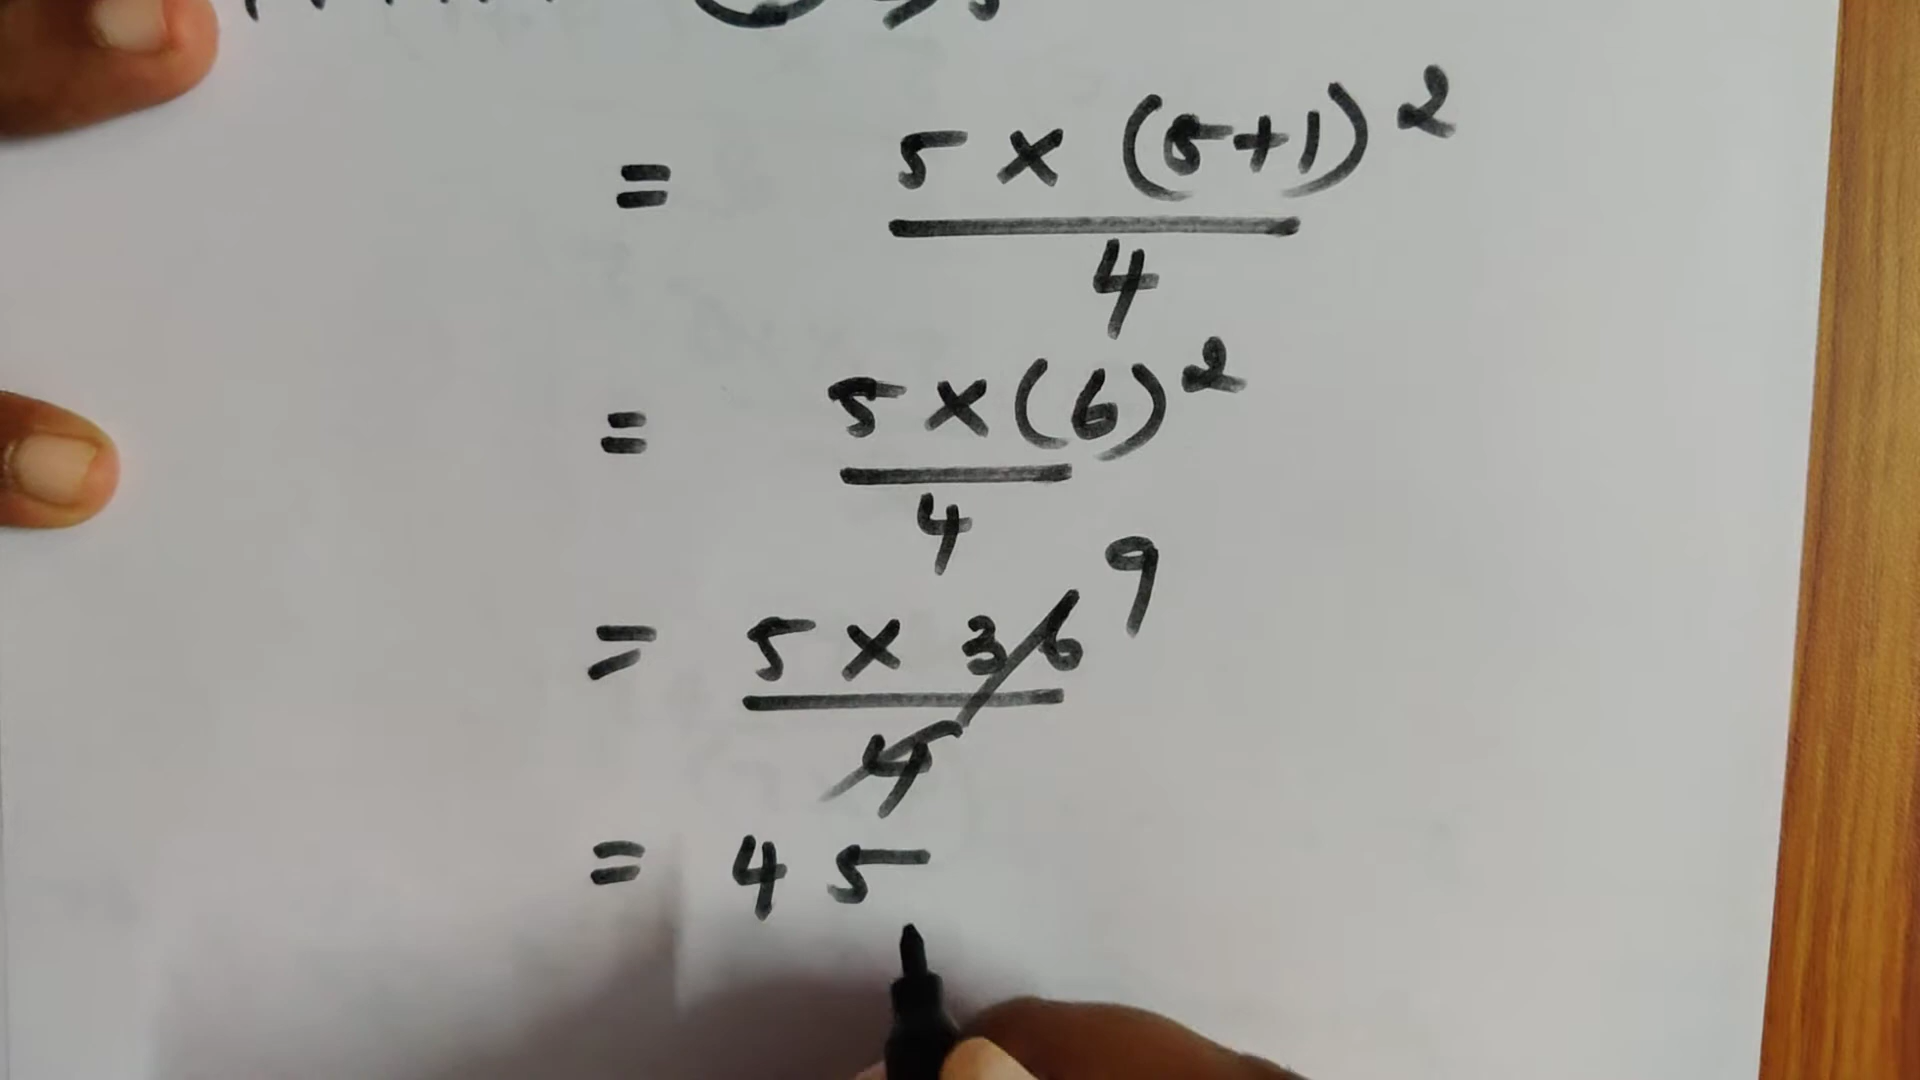 = 5 × (5+1)²
4
= 5 × (6)²
4
9
= 5 × 36
4
= 45